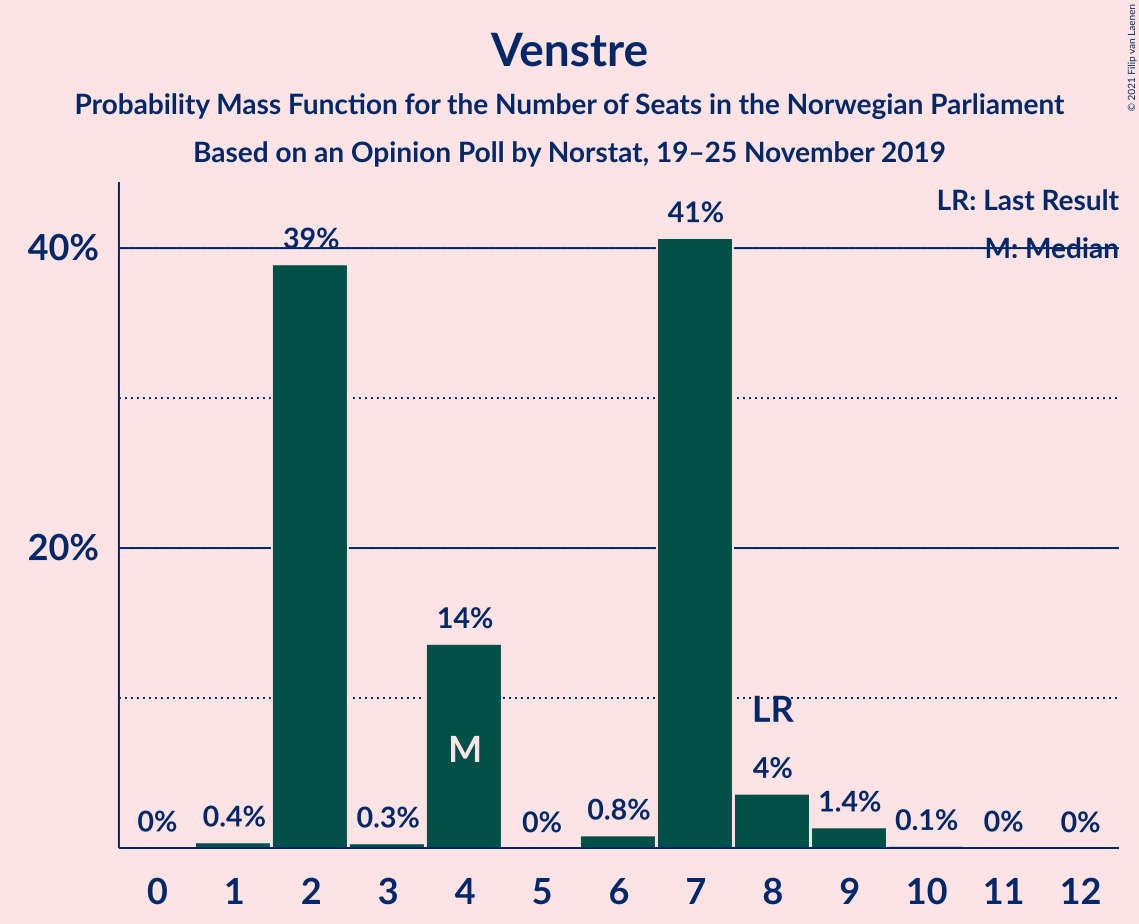 Venstre
Probability Mass Function for the Number of Seats in the Norwegian Parliament
Based on an Opinion Poll by Norstat, 19–25 November 2019
© 2021 Filip van Laenen
LR: Last Result
M: Median
40%
20%
0%
0.4%
39%
0.3%
14%
0%
0.8%
41%
4%
1.4%
0.1%
0%
0%
M
LR
0 1 2 3 4 5 6 7 8 9 10 11 12